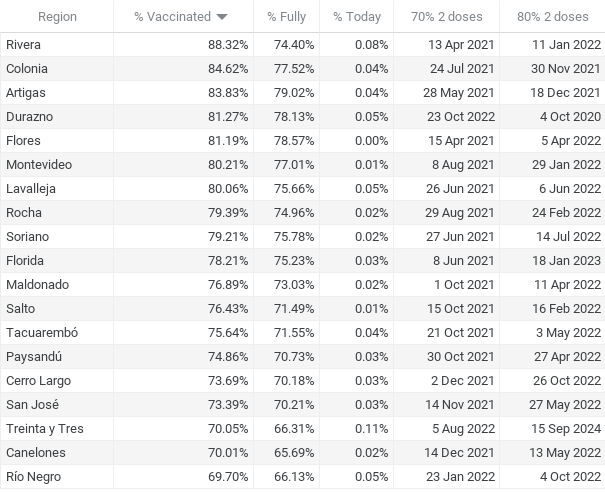 Region % Vaccinated % Fully % Today 70% 2 doses 80% 2 doses
Rivera 88.32% 74.40% 0.08% 13 Apr 2021 11 Jan 2022
Colonia 84.62% 77.52% 0.04% 24 Jul 2021 30 Nov 2021
Artigas 83.83% 79.02% 0.04% 28 May 2021 18 Dec 2021
Durazno 81.27% 78.13% 0.05% 23 Oct 2022 4 Oct 2020
Flores 81.19% 78.57% 0.00% 15 Apr 2021 5 Apr 2022
Montevideo 80.21% 77.01% 0.01% 8 Aug 2021 29 Jan 2022
Lavalleja 80.06% 75.66% 0.05% 26 Jun 2021 6 Jun 2022
Rocha 79.39% 74.96% 0.02% 29 Aug 2021 24 Feb 2022
Soriano 79.21% 75.78% 0.02% 27 Jun 2021 14 Jul 2022
Florida 78.21% 75.23% 0.03% 8 Jun 2021 18 Jan 2023
Maldonado 76.89% 73.03% 0.02% 1 Oct 2021 11 Apr 2022
Salto 76.43% 71.49% 0.01% 15 Oct 2021 16 Feb 2022
Tacuarembó 75.64% 71.55% 0.04% 21 Oct 2021 3 May 2022
Paysandú 74.86% 70.73% 0.03% 30 Oct 2021 27 Apr 2022
Cerro Largo 73.69% 70.18% 0.03% 2 Dec 2021 26 Oct 2022
San José 73.39% 70.21% 0.03% 14 Nov 2021 27 May 2022
Treinta y Tres 70.05% 66.31% 0.11% 5 Aug 2022 15 Sep 2024
Canelones 70.01% 65.69% 0.02% 14 Dec 2021 13 May 2022
Río Negro 69.70% 66.13% 0.05% 23 Jan 2022 4 Oct 2022